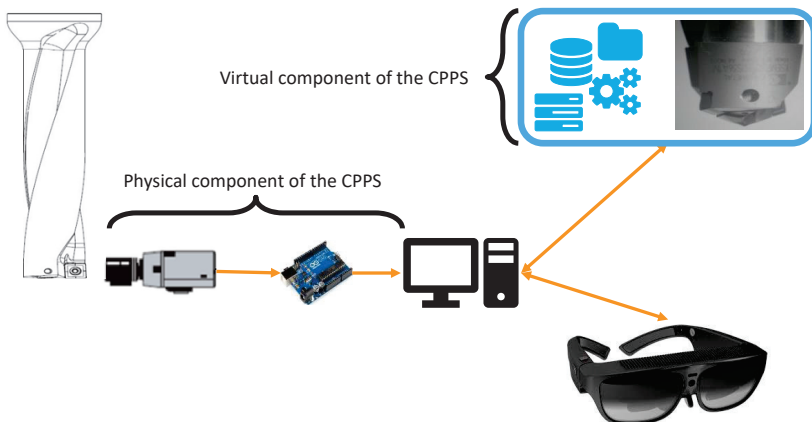 Virtual component of the CPPS
Physical component of the CPPS